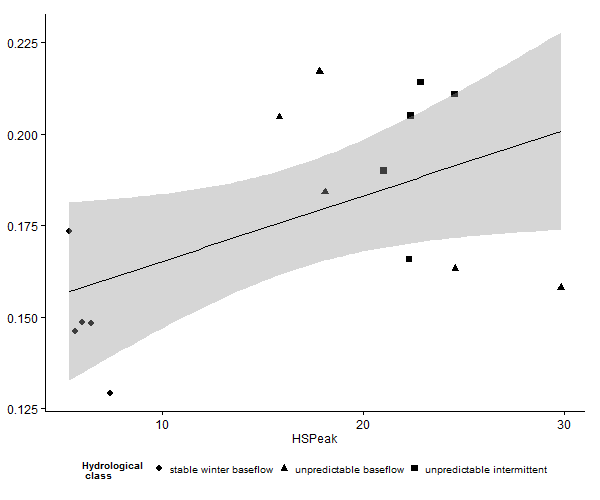 0.225
0.200
0.175
0.150
0.125
10 20 30
HSPeak
Hydrological
class
stable winter baseflow unpredictable baseflow unpredictable intermittent